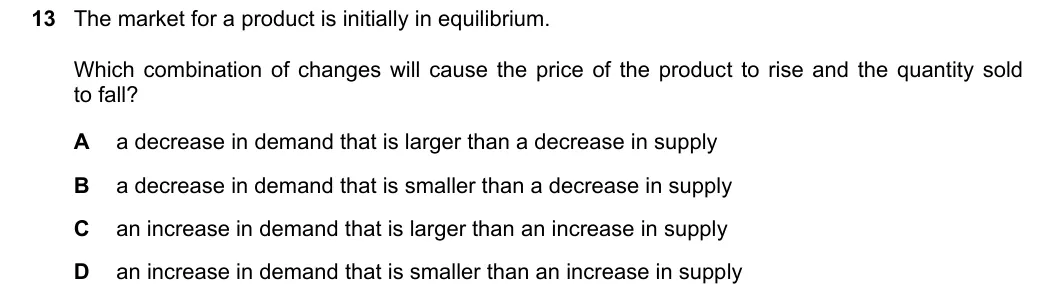 13 The market for a product is initially in equilibrium.
Which combination of changes will cause the price of the product to rise and the quantity sold
to fall?
A a decrease in demand that is larger than a decrease in supply
B a decrease in demand that is smaller than a decrease in supply
C an increase in demand that is larger than an increase in supply
D an increase in demand that is smaller than an increase in supply